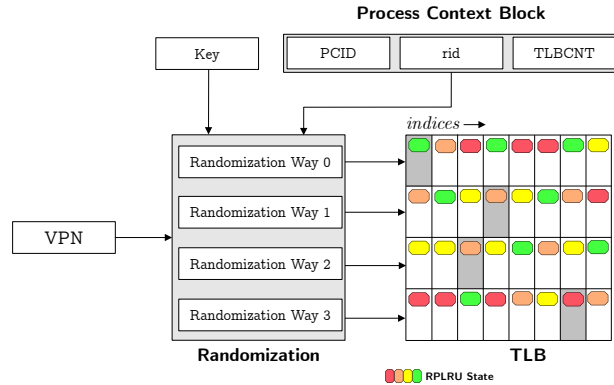 Process Context Block
Key
PCID
rid
TLBCNT
indices
Randomization Way 0
Randomization Way 1
VPN
Randomization Way 2
Randomization Way 3
Randomization
TLB
RPLRU State